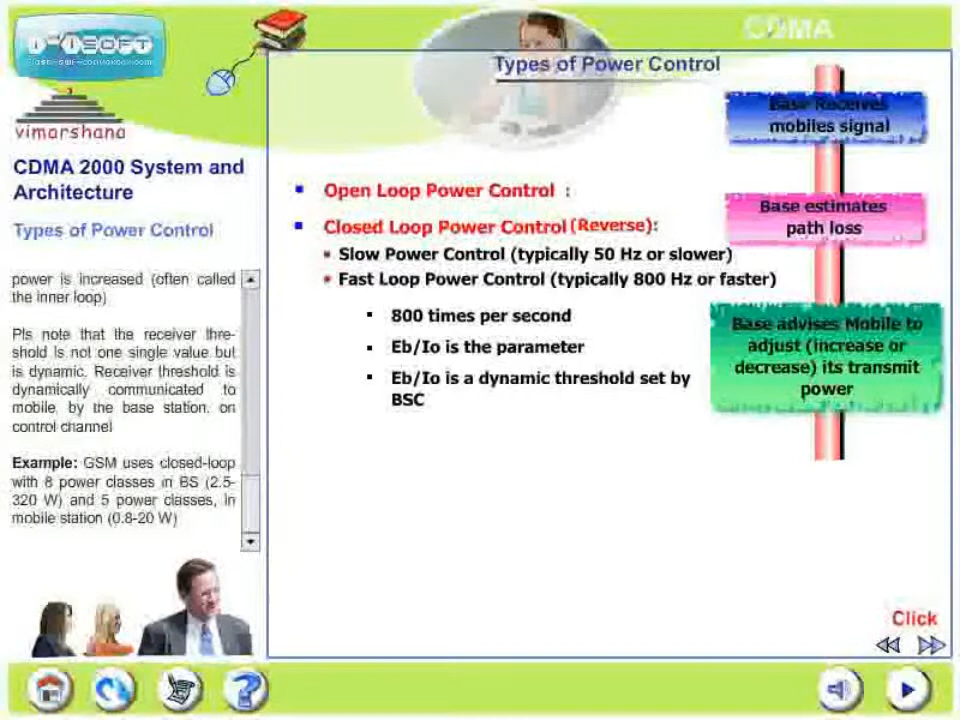 CDMA
vimarshana
Types of Power Control
CDMA 2000 System and
Architecture
Types of Power Control
power is increased (often called
the inner loop)
Pls note that the receiver thre-
shold is not one single value but
is dynamic. Receiver threshold is
dynamically communicated to
mobile, by the base station, on
control channel
Example: GSM uses closed-loop
with 8 power classes in BS (2.5-
320 W) and 5 power classes, in
mobile station (0.8-20 W)
Open Loop Power Control :
Closed Loop Power Control (Reverse):
Slow Power Control (typically 50 Hz or slower)
Fast Loop Power Control (typically 800 Hz or faster)
800 times per second
Eb/Io is the parameter
Eb/Io is a dynamic threshold set by
BSC
Base Receives
mobiles signal
Base estimates
path loss
Base advises Mobile to
adjust (increase or
decrease) its transmit
power
Click